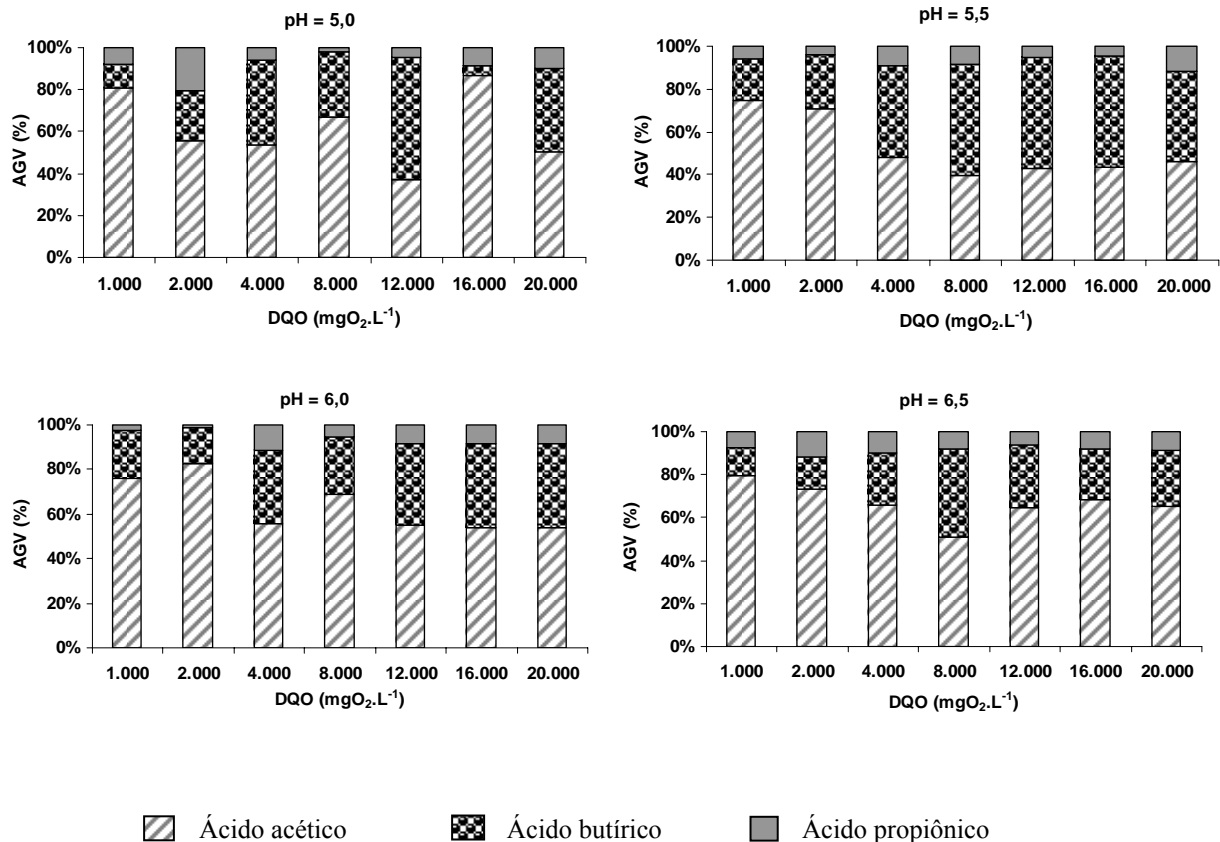 pH = 5,0
100%
80%
60%
40%
20%
0%
AGV (%)
1.000 2.000 4.000 8.000 12.000 16.000 20.000
DQO (mgO₂.L⁻¹)
pH = 5,5
100%
80%
60%
40%
20%
0%
AGV (%)
1.000 2.000 4.000 8.000 12.000 16.000 20.000
DQO (mgO₂.L⁻¹)
pH = 6,0
100%
80%
60%
40%
20%
0%
AGV (%)
1.000 2.000 4.000 8.000 12.000 16.000 20.000
DQO (mgO₂.L⁻¹)
pH = 6,5
100%
80%
60%
40%
20%
0%
AGV (%)
1.000 2.000 4.000 8.000 12.000 16.000 20.000
DQO (mgO₂.L⁻¹)
Ácido acético Ácido butírico Ácido propiônico